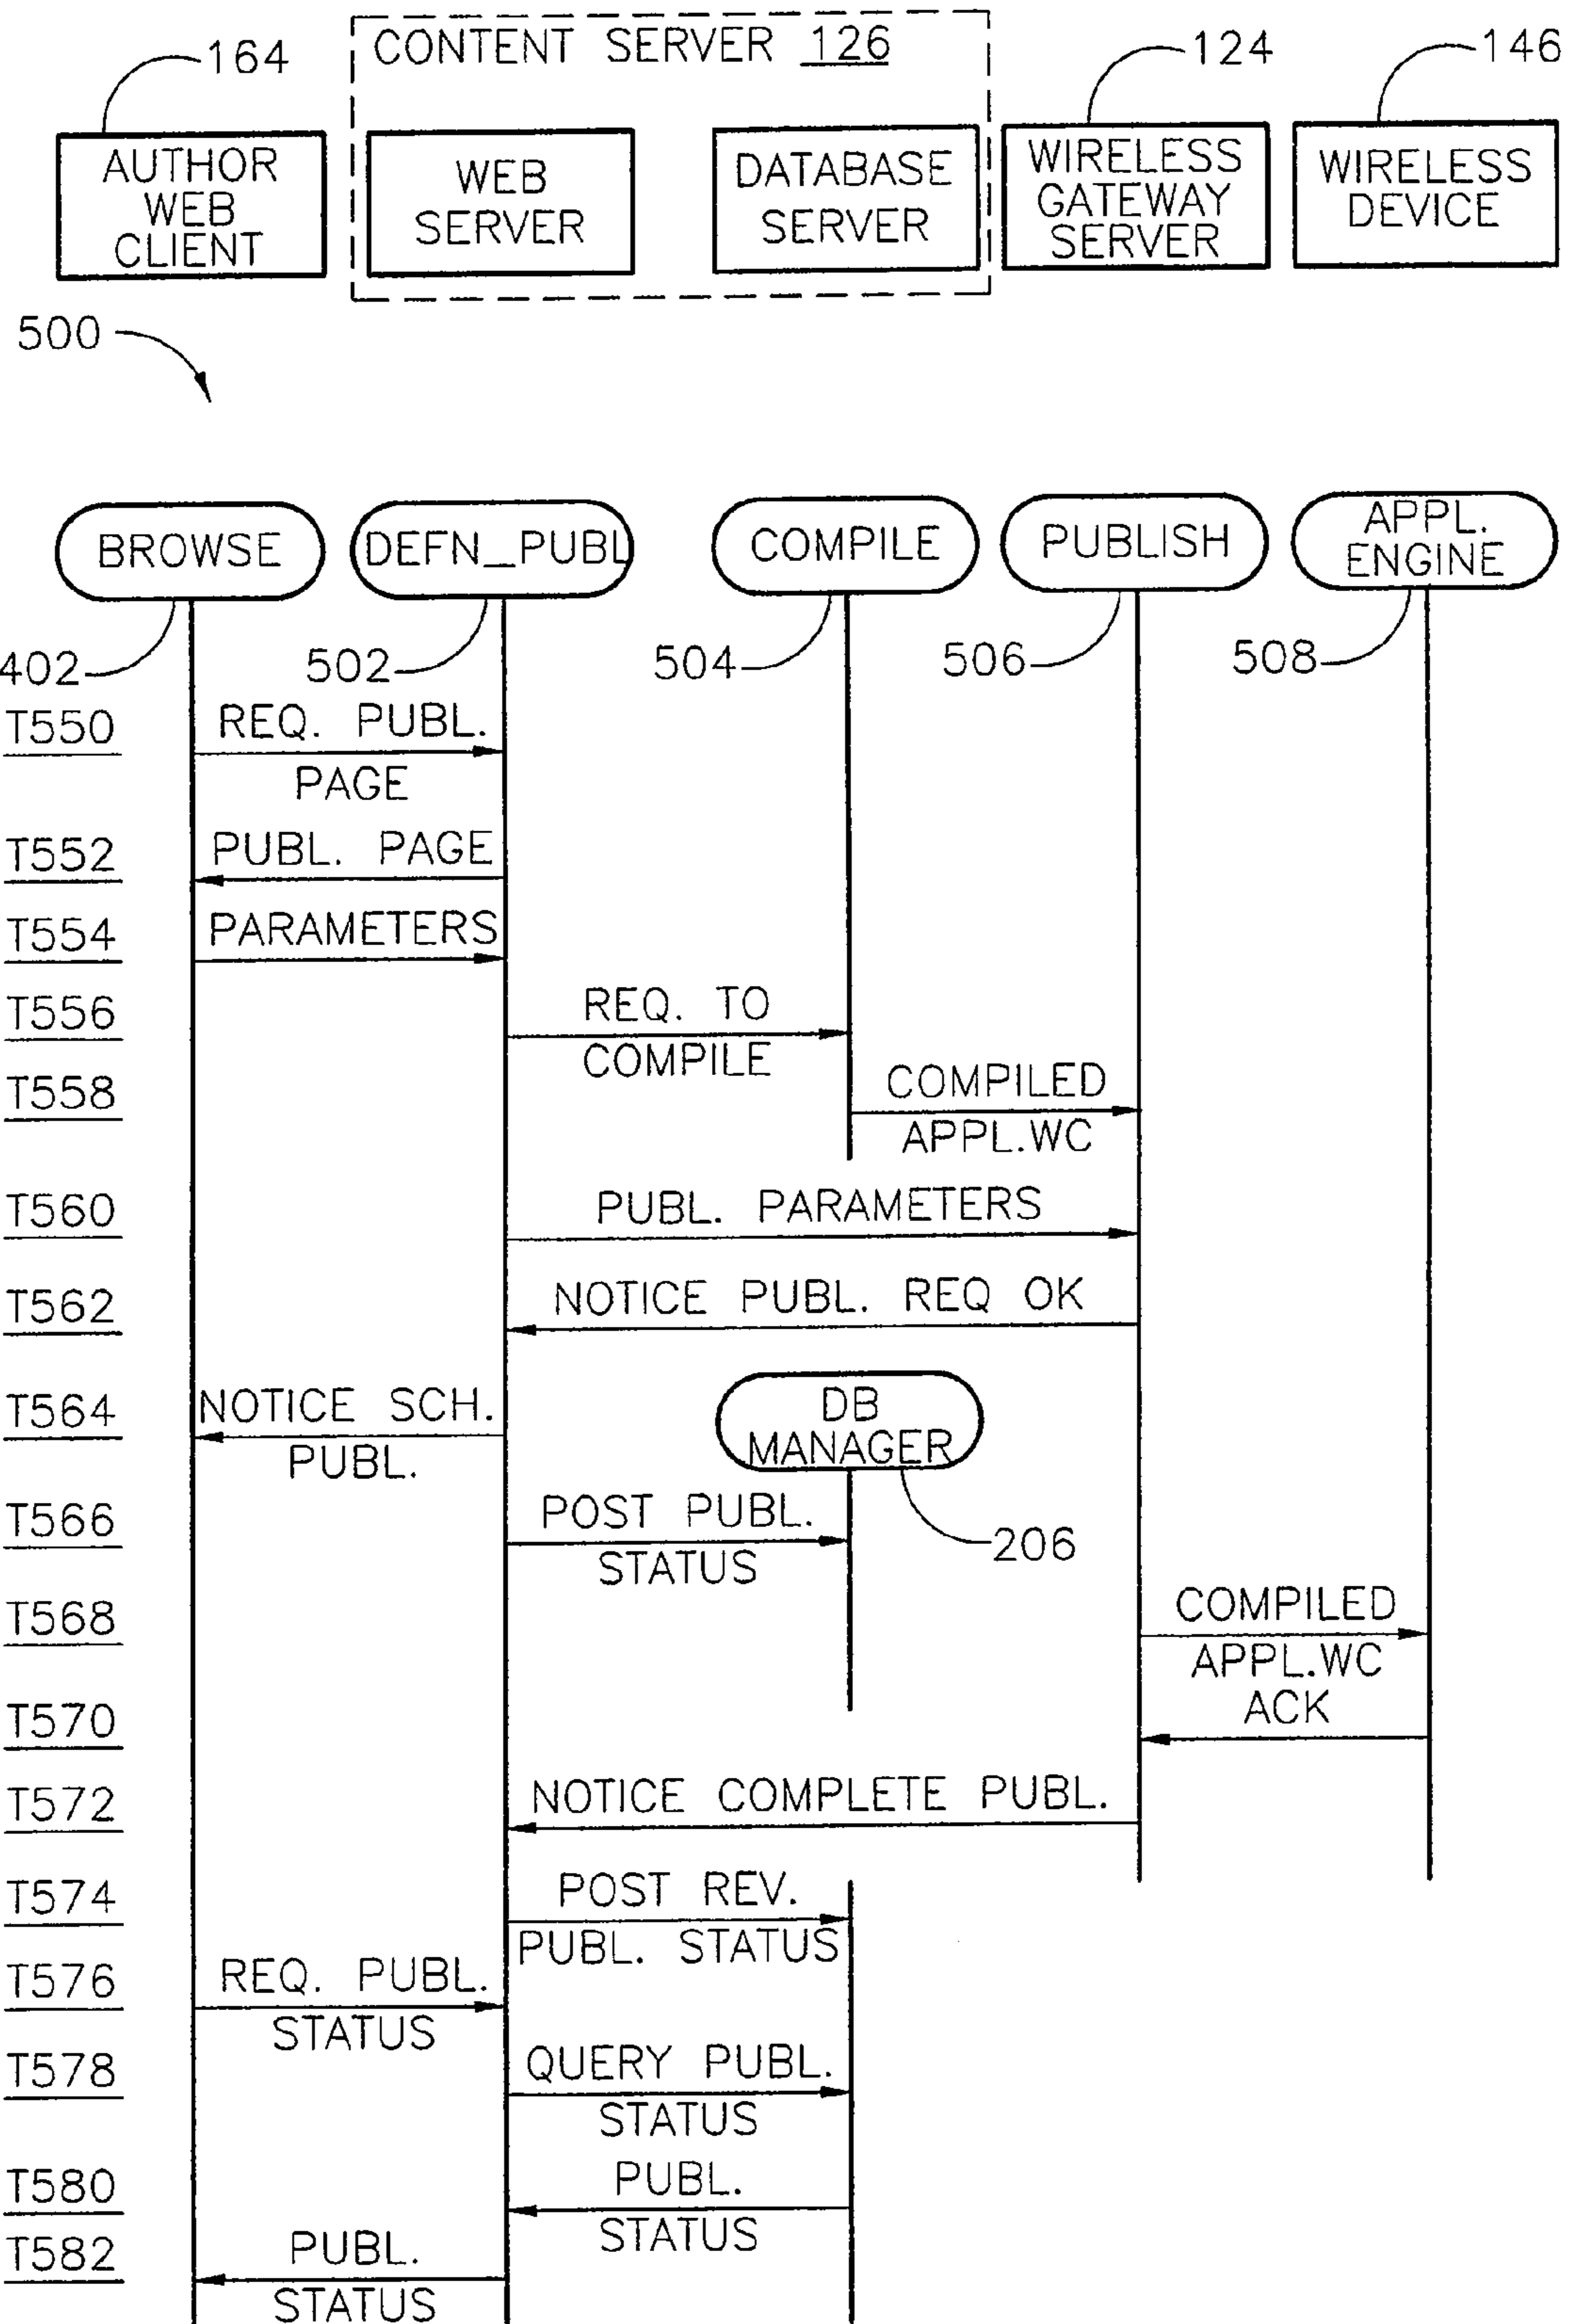 164
CONTENT SERVER 126
124
146
AUTHOR
WEB
CLIENT
WEB
SERVER
DATABASE
SERVER
WIRELESS
GATEWAY
SERVER
WIRELESS
DEVICE
500
BROWSE
DEFN_PUBL
COMPILE
PUBLISH
APPL.
ENGINE
402
502
504
506
508
T550
REQ. PUBL.
PAGE
T552
PUBL. PAGE
T554
PARAMETERS
T556
REQ. TO
COMPILE
T558
COMPILED
APPL.WC
T560
PUBL. PARAMETERS
T562
NOTICE PUBL. REQ OK
T564
NOTICE SCH.
PUBL.
DB
MANAGER
206
T566
POST PUBL.
STATUS
T568
COMPILED
APPL.WC
T570
ACK
T572
NOTICE COMPLETE PUBL.
T574
POST REV.
PUBL. STATUS
T576
REQ. PUBL.
STATUS
T578
QUERY PUBL.
STATUS
T580
PUBL.
STATUS
T582
PUBL.
STATUS